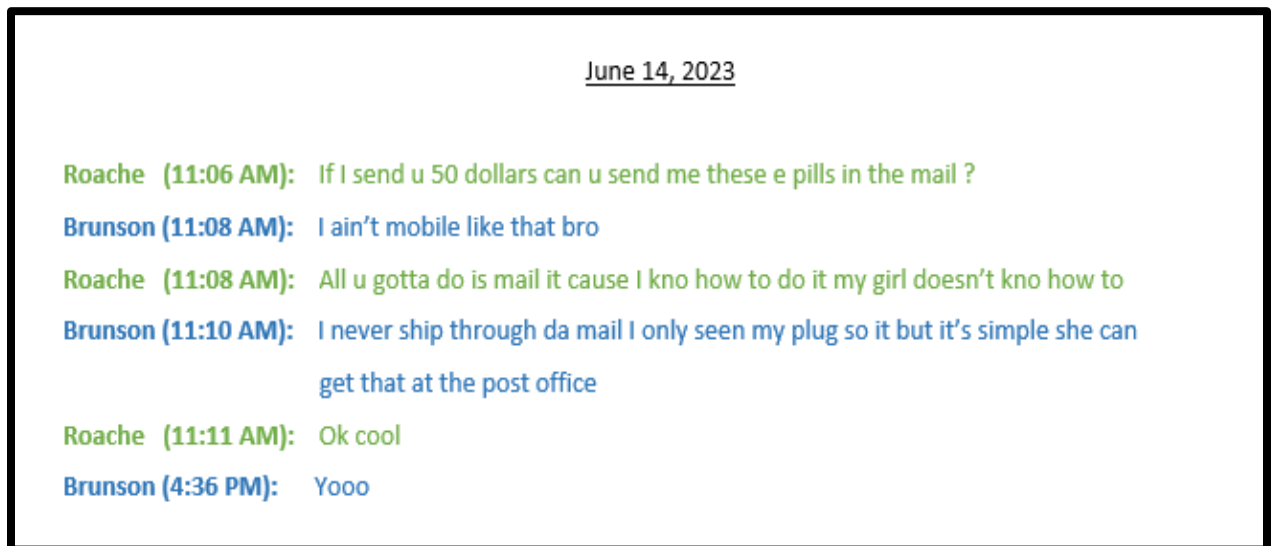 June 14, 2023
Roache (11:06 AM): If I send u 50 dollars can u send me these e pills in the mail ?
Brunson (11:08 AM): I ain’t mobile like that bro
Roache (11:08 AM): All u gotta do is mail it cause I kno how to do it my girl doesn’t kno how to
Brunson (11:10 AM): I never ship through da mail I only seen my plug so it but it’s simple she can
get that at the post office
Roache (11:11 AM): Ok cool
Brunson (4:36 PM): Yooo